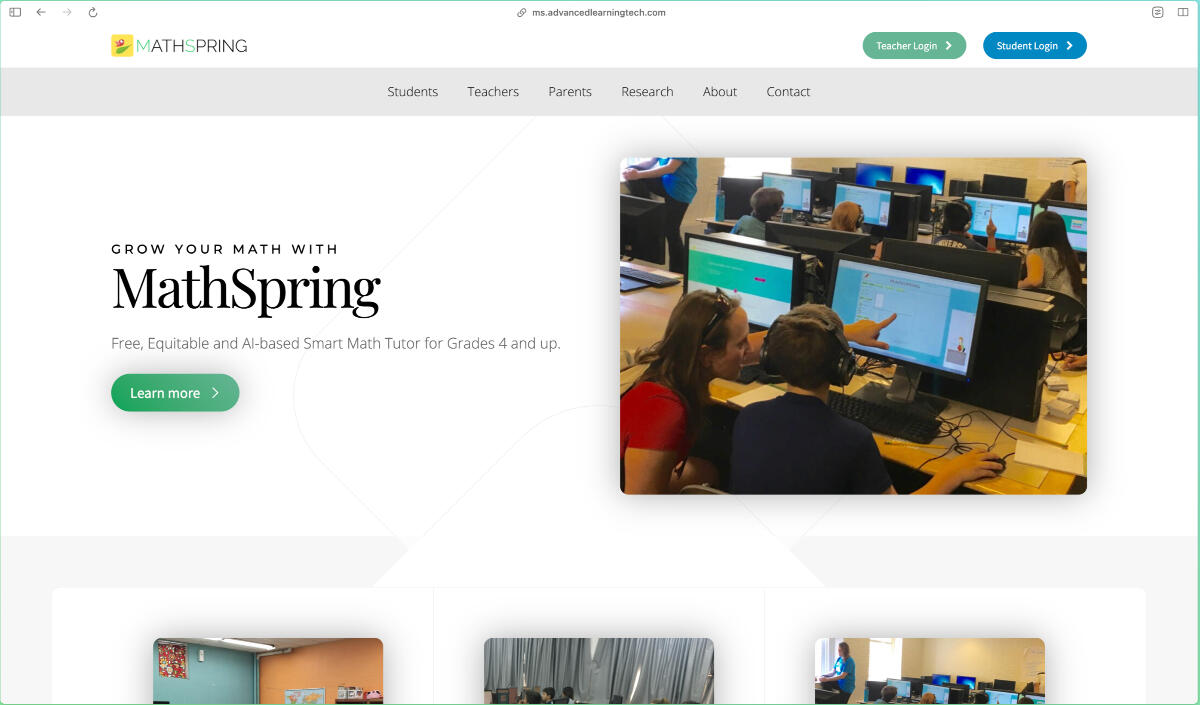 ms.advancedlearningtech.com
MATHSPRING
Teacher Login
Student Login
Students Teachers Parents Research About Contact
GROW YOUR MATH WITH
MathSpring
Free, Equitable and AI-based Smart Math Tutor for Grades 4 and up.
Learn more
MATHSPRING